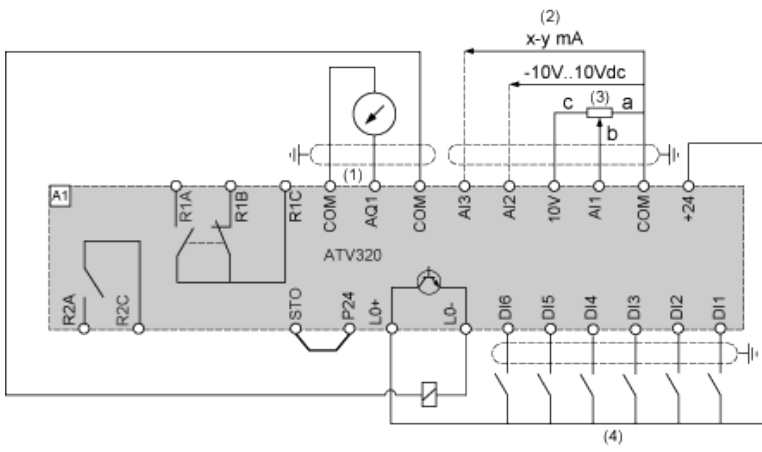 (2)
x-y mA
-10V..10Vdc
c (3) a
b
(1)
A1
R1A R1B R1C COM AQ1 COM AI3 AI2 10V AI1 COM +24
ATV320
R2A R2C STO P24 L0+ L0- DI6 DI5 DI4 DI3 DI2 DI1
(4)